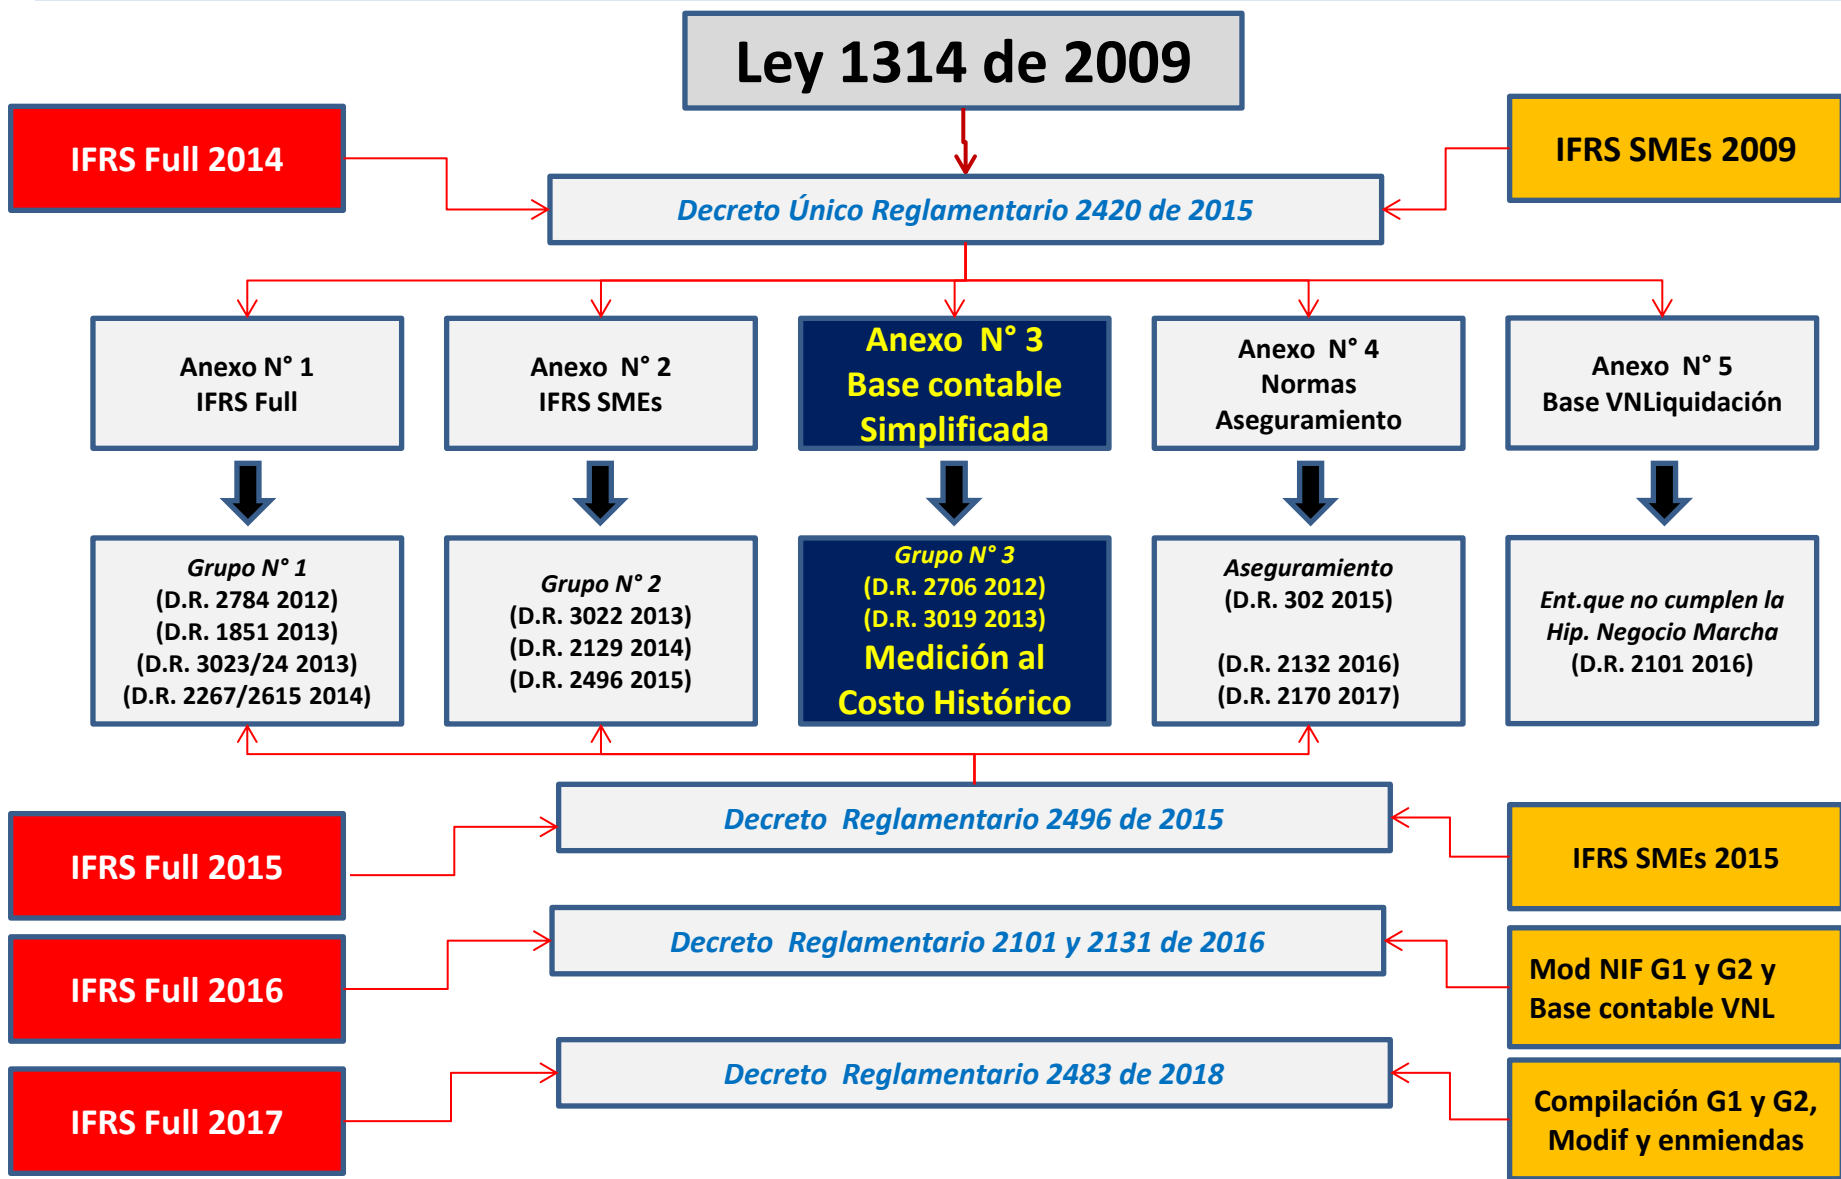 Ley 1314 de 2009
IFRS Full 2014
IFRS SMEs 2009
Decreto Único Reglamentario 2420 de 2015
Anexo N° 1
IFRS Full
Anexo N° 2
IFRS SMEs
Anexo N° 3
Base contable
Simplificada
Anexo N° 4
Normas
Aseguramiento
Anexo N° 5
Base VNLiquidación
Grupo N° 1
(D.R. 2784 2012)
(D.R. 1851 2013)
(D.R. 3023/24 2013)
(D.R. 2267/2615 2014)
Grupo N° 2
(D.R. 3022 2013)
(D.R. 2129 2014)
(D.R. 2496 2015)
Grupo N° 3
(D.R. 2706 2012)
(D.R. 3019 2013)
Medición al
Costo Histórico
Aseguramiento
(D.R. 302 2015)
(D.R. 2132 2016)
(D.R. 2170 2017)
Ent.que no cumplen la
Hip. Negocio Marcha
(D.R. 2101 2016)
Decreto Reglamentario 2496 de 2015
IFRS Full 2015
IFRS SMEs 2015
Decreto Reglamentario 2101 y 2131 de 2016
IFRS Full 2016
Mod NIF G1 y G2 y
Base contable VNL
Decreto Reglamentario 2483 de 2018
IFRS Full 2017
Compilación G1 y G2,
Modif y enmiendas